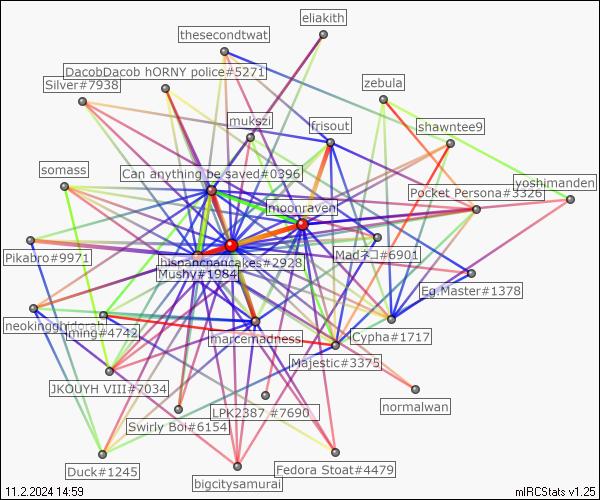 eliakith
thesecondtwat
DacobDacob hORNY police#5271
Silver#7938
zebula
mukszi
frisout
shawntee9
somass
Can anything be saved#0396
yoshimanden
Pocket Persona#3326
moonraven
Pikabro#9971
Madネコ#6901
hispancpancakes#2928
Mushy#1984
Eg.Master#1378
neokingghidorah
ming#4742
marcemadness
Cypha#1717
Majestic#3375
JKOUYH VIII#7034
normalwan
LPK2387 #7690
Swirly Boi#6154
Duck#1245
Fedora Stoat#4479
bigcitysamurai
11.2.2024 14:59
mIRCStats v1.25